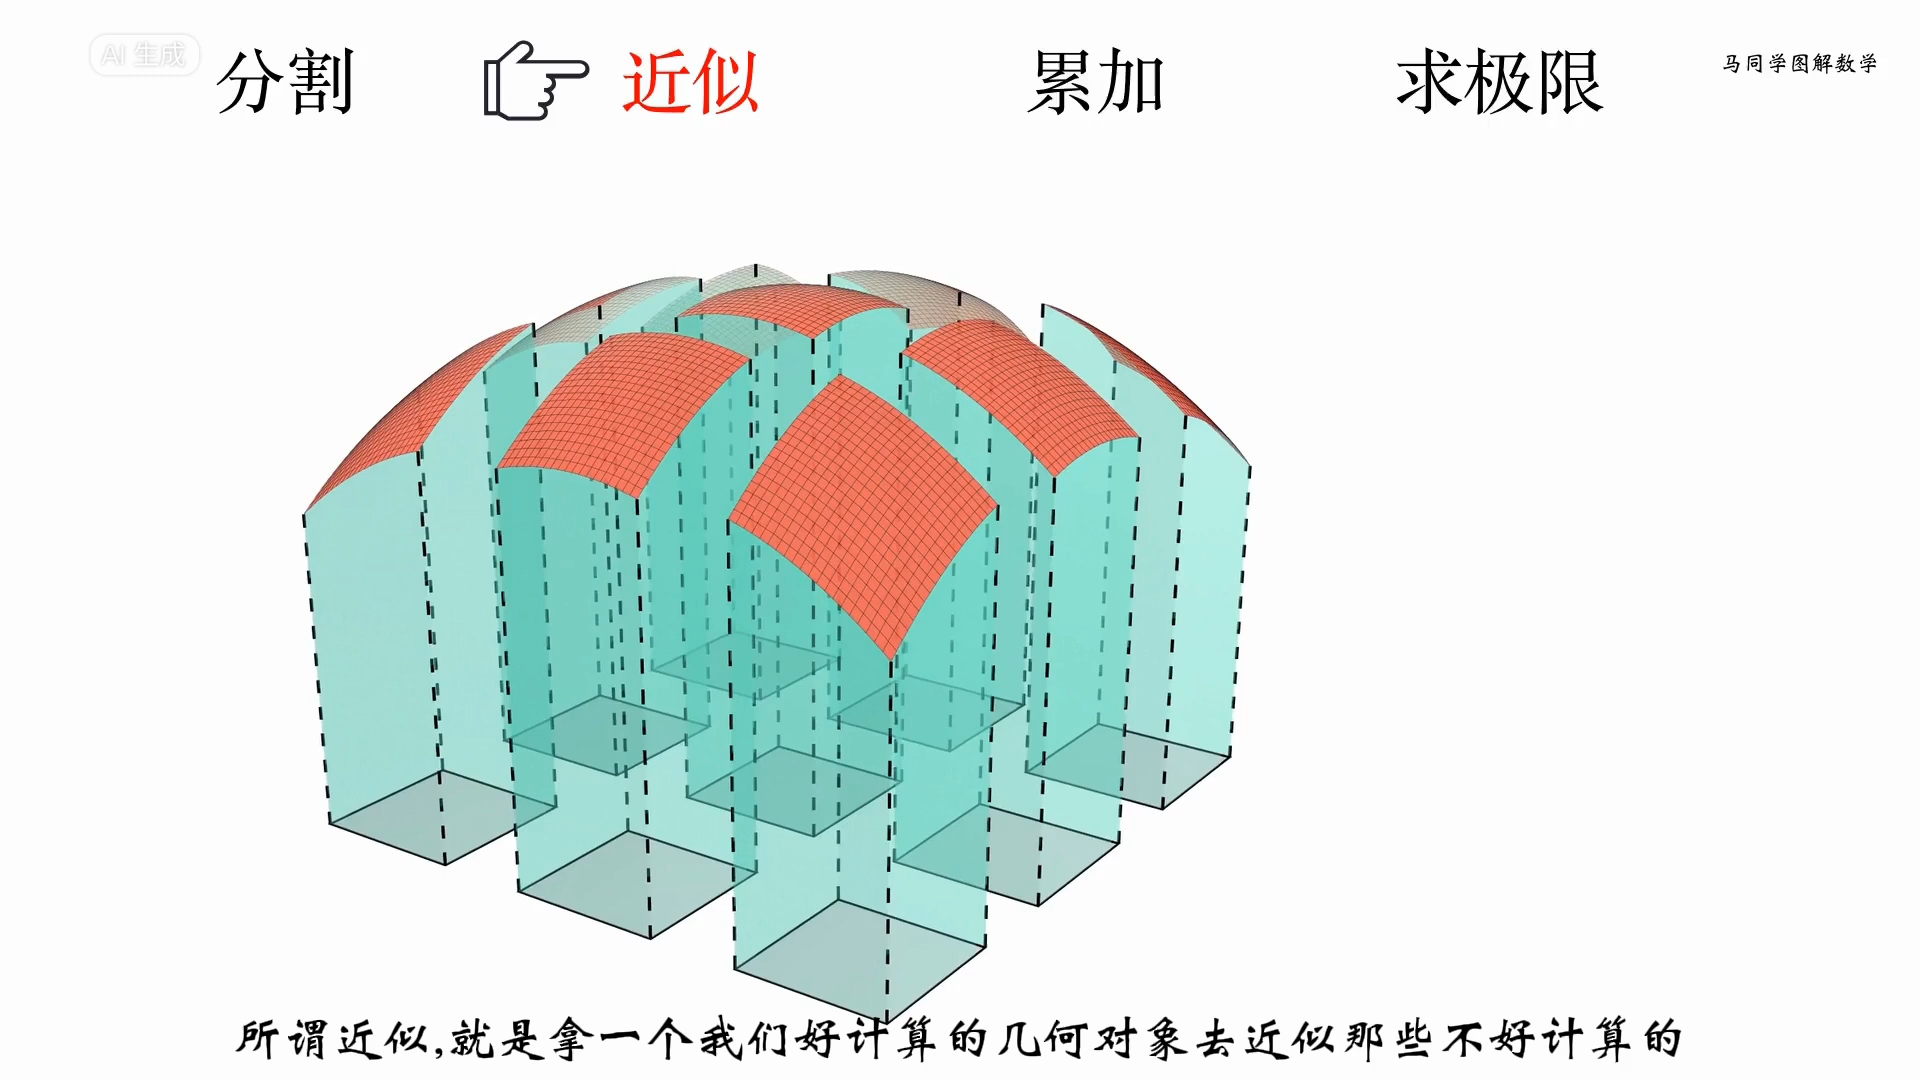 AI 生成
分割
近似
累加
求极限
马同学图解数学
所谓近似,就是拿一个我们好计算的几何对象去近似那些不好计算的